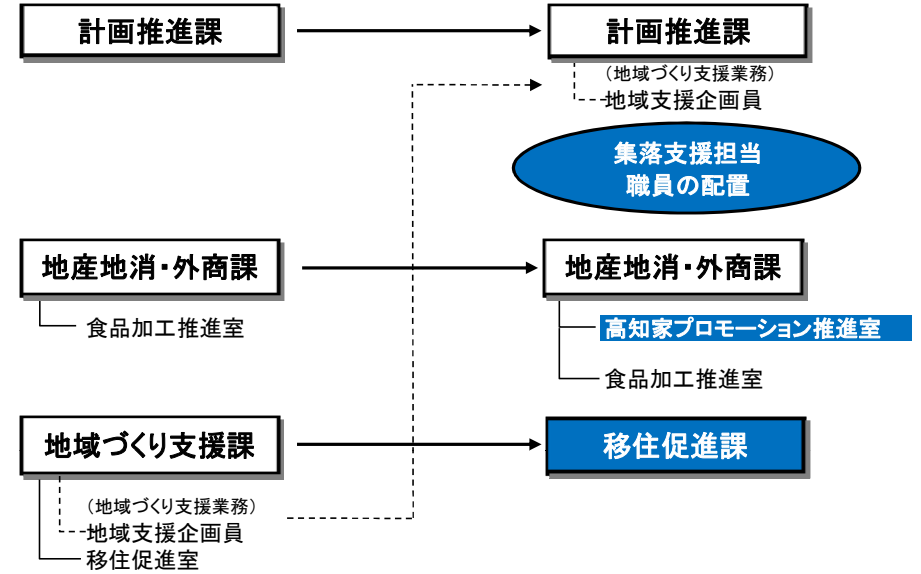 計画推進課
計画推進課
（地域づくり支援業務）
地域支援企画員
集落支援担当
職員の配置
地産地消・外商課
地産地消・外商課
食品加工推進室
高知家プロモーション推進室
食品加工推進室
地域づくり支援課
移住促進課
（地域づくり支援業務）
地域支援企画員
移住促進室